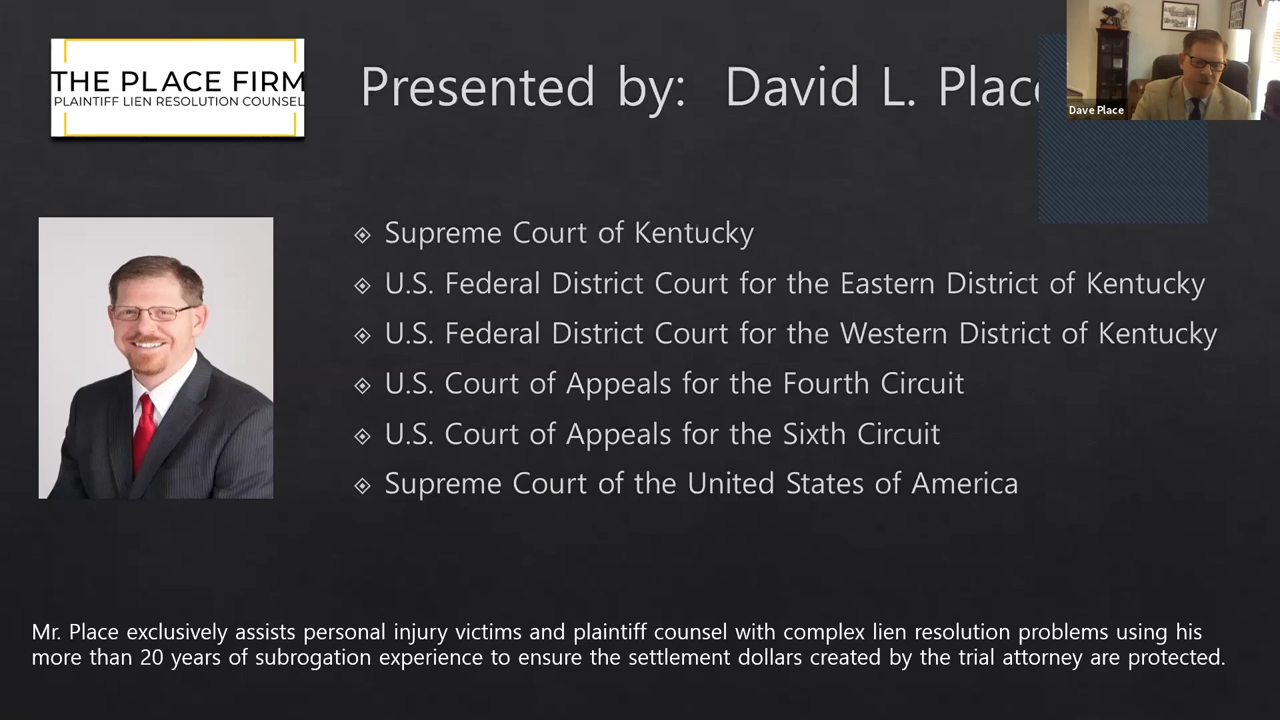 THE PLACE FIRM
PLAINTIFF LIEN RESOLUTION COUNSEL
Presented by: David L. Place
Dave Place
Supreme Court of Kentucky
U.S. Federal District Court for the Eastern District of Kentucky
U.S. Federal District Court for the Western District of Kentucky
U.S. Court of Appeals for the Fourth Circuit
U.S. Court of Appeals for the Sixth Circuit
Supreme Court of the United States of America
Mr. Place exclusively assists personal injury victims and plaintiff counsel with complex lien resolution problems using his
more than 20 years of subrogation experience to ensure the settlement dollars created by the trial attorney are protected.